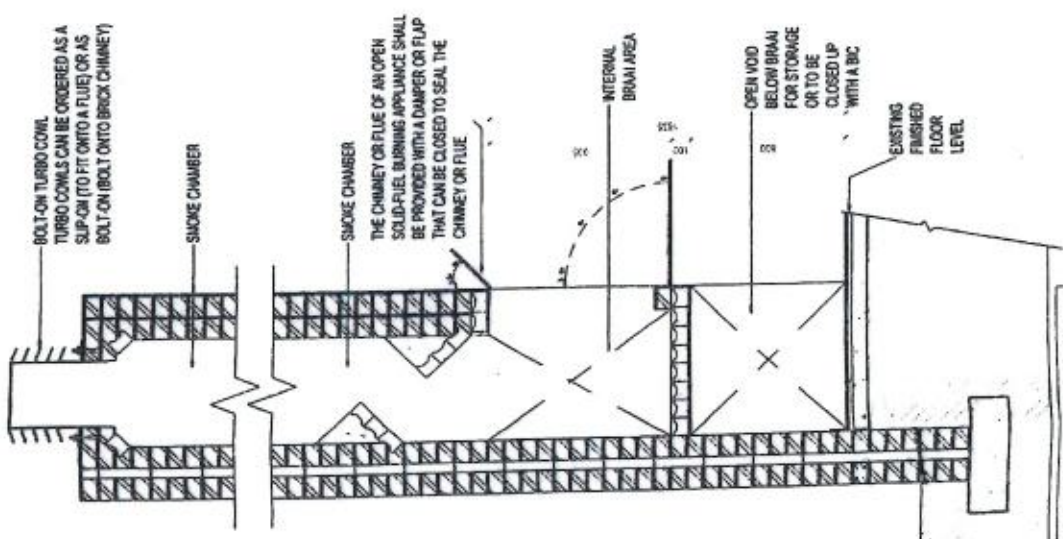 BOLT-ON TURBO COWL
TURBO COWLS CAN BE ORDERED AS A
SLIP-ON (TO FIT ONTO A FLUE) OR AS
BOLT-ON (BOLT ONTO BRICK CHIMNEY)
SMOKE CHAMBER
SMOKE CHAMBER
THE CHIMNEY OR FLUE OF AN OPEN
SOLID-FUEL BURNING APPLIANCE SHALL
BE PROVIDED WITH A DAMPER OR FLAP
THAT CAN BE CLOSED TO SEAL THE
CHIMNEY OR FLUE
INTERNAL
BRAAI AREA
OPEN VOID
BELOW BRAAI
FOR STORAGE
OR TO BE
CLOSED UP
WITH A BIC
EXISTING
FINISHED
FLOOR
LEVEL